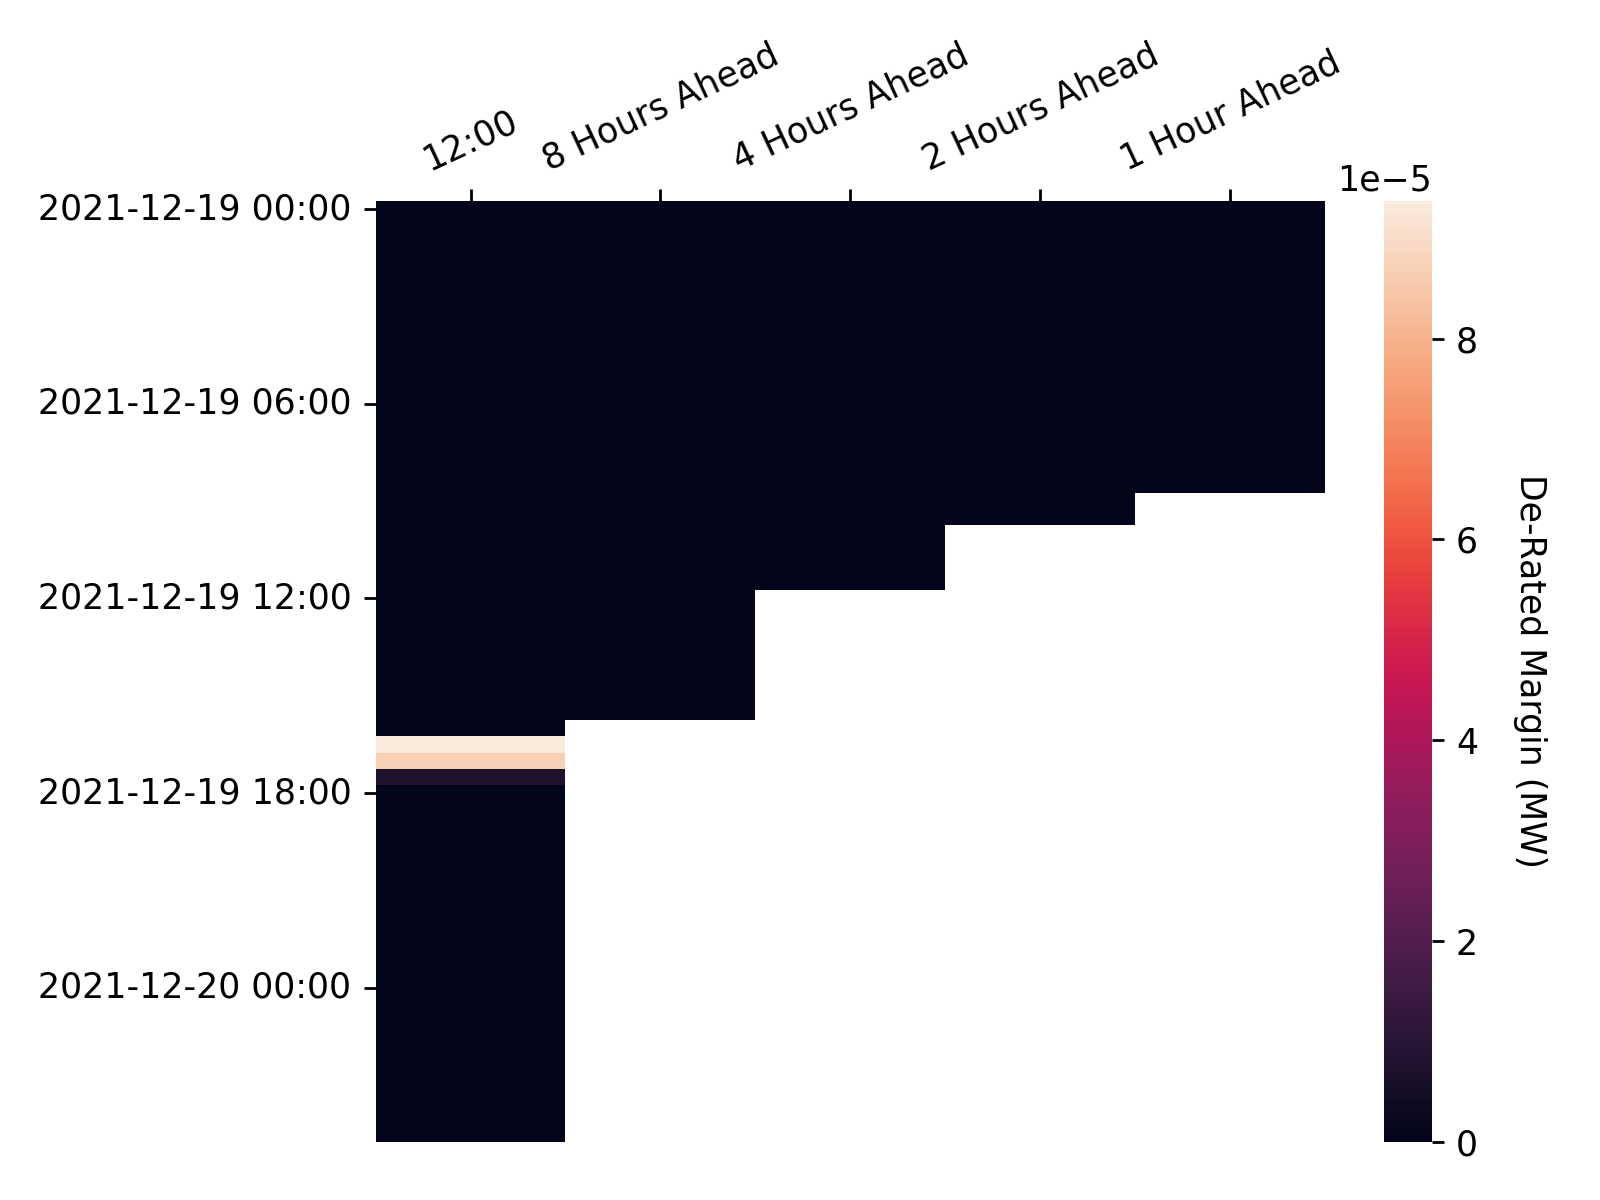 12:00
8 Hours Ahead
4 Hours Ahead
2 Hours Ahead
1 Hour Ahead
1e−5
2021-12-19 00:00
2021-12-19 06:00
2021-12-19 12:00
2021-12-19 18:00
2021-12-20 00:00
8
6
4
2
0
De-Rated Margin (MW)